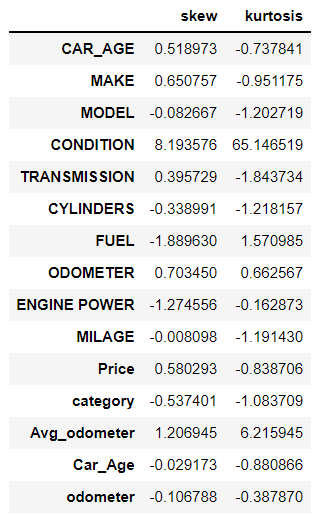 skew kurtosis
CAR_AGE 0.518973 -0.737841
MAKE 0.650757 -0.951175
MODEL -0.082667 -1.202719
CONDITION 8.193576 65.146519
TRANSMISSION 0.395729 -1.843734
CYLINDERS -0.338991 -1.218157
FUEL -1.889630 1.570985
ODOMETER 0.703450 0.662567
ENGINE POWER -1.274556 -0.162873
MILAGE -0.008098 -1.191430
Price 0.580293 -0.838706
category -0.537401 -1.083709
Avg_odometer 1.206945 6.215945
Car_Age -0.029173 -0.880866
odometer -0.106788 -0.387870